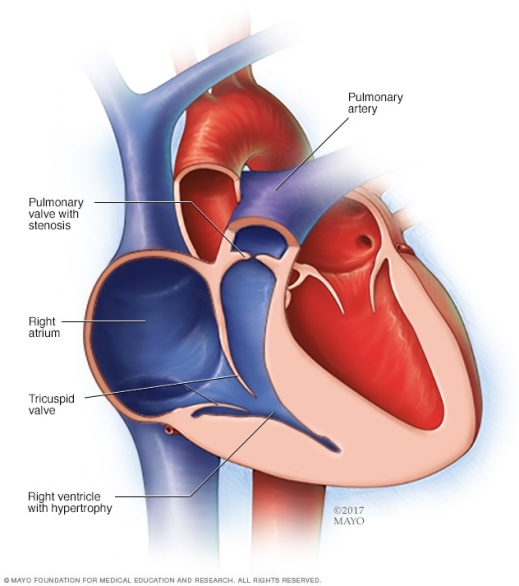 Pulmonary
artery
Pulmonary
valve with
stenosis
Right
atrium
Tricuspid
valve
Right ventricle
with hypertrophy
©2017
MAYO
© MAYO FOUNDATION FOR MEDICAL EDUCATION AND RESEARCH. ALL RIGHTS RESERVED.